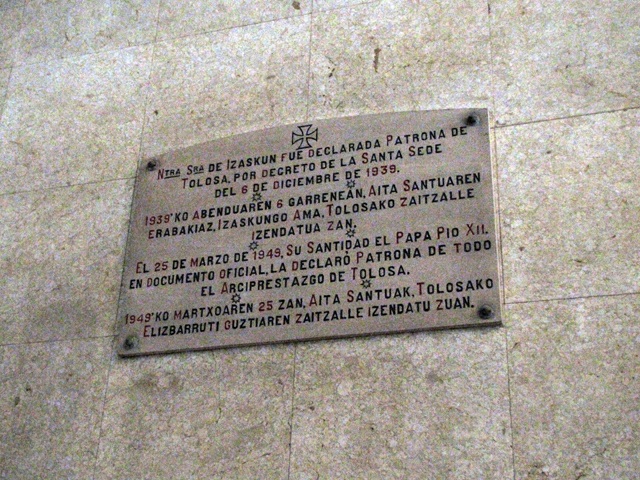 NTRA SRA DE IZASKUN FUE DECLARADA PATRONA DE
TOLOSA, POR DECRETO DE LA SANTA SEDE
DEL 6 DE DICIEMBRE DE 1939.
1939'KO ABENDUAREN 6 GARRENEAN, AITA SANTUAREN
ERABAKIAZ, IZASKUNGO AMA, TOLOSAKO ZAITZALLE
IZENDATUA ZAN.
EL 25 DE MARZO DE 1949, SU SANTIDAD EL PAPA PIO XII.
EN DOCUMENTO OFICIAL, LA DECLARÓ PATRONA DE TODO
EL ARCIPRESTAZGO DE TOLOSA.
1949'KO MARTXOAREN 25 ZAN, AITA SANTUAK, TOLOSAKO
ELIZBARRUTI GUZTIAREN ZAITZALLE IZENDATU ZUAN.